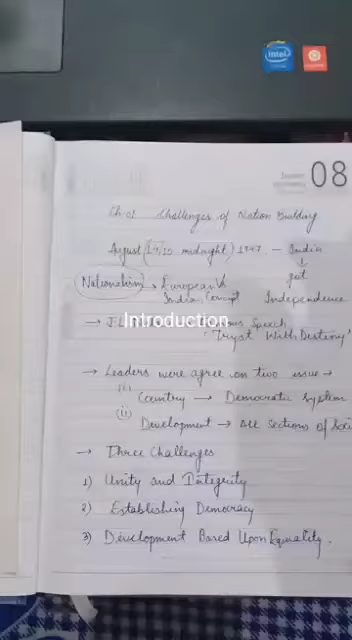 intel
08
Ch 01 Challenges of Nation Building
August (14/15 midnight) 1947 - India
↓
got
Nationalism → European
Indian Concept Independence
→ J.L. Speech
Introduction
"Tryst With Destiny"
→ Leaders were agree on two issue →
(i) Country → Democratic System
(ii) Development → All Sections of Soci
→ Three Challenges
1) Unity and Integrity
2) Establishing Democracy
3) Development Based Upon Equality.